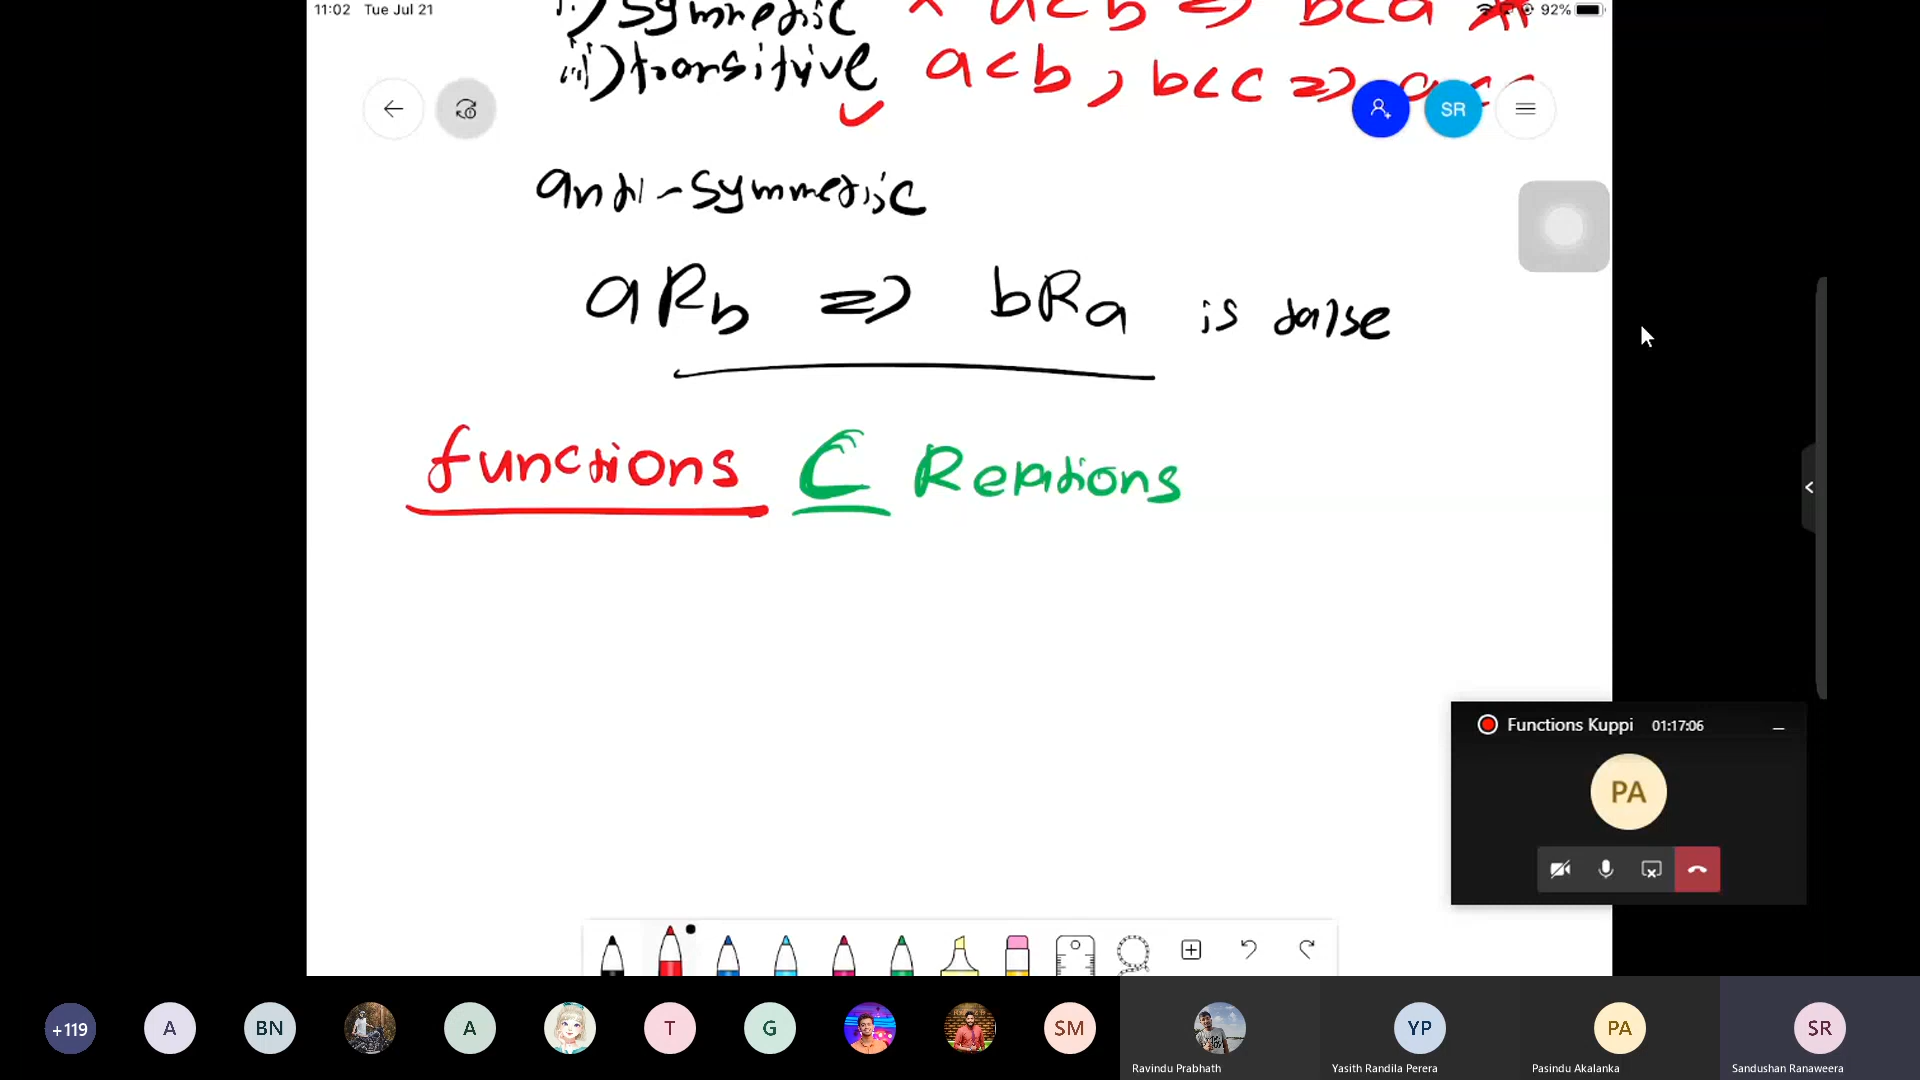 11:02 Tue Jul 21 92%
ii) Symmetric × a<b => b<a
iii) transitive a<b, b<c =>
SR
anti-symmetric
aRb => bRa is false
functions ⊂ Relations
Functions Kuppi 01:17:06
PA
+119 A BN A T G SM YP PA SR
Ravindu Prabhath Yasith Randila Perera Pasindu Akalanka Sandushan Ranaweera